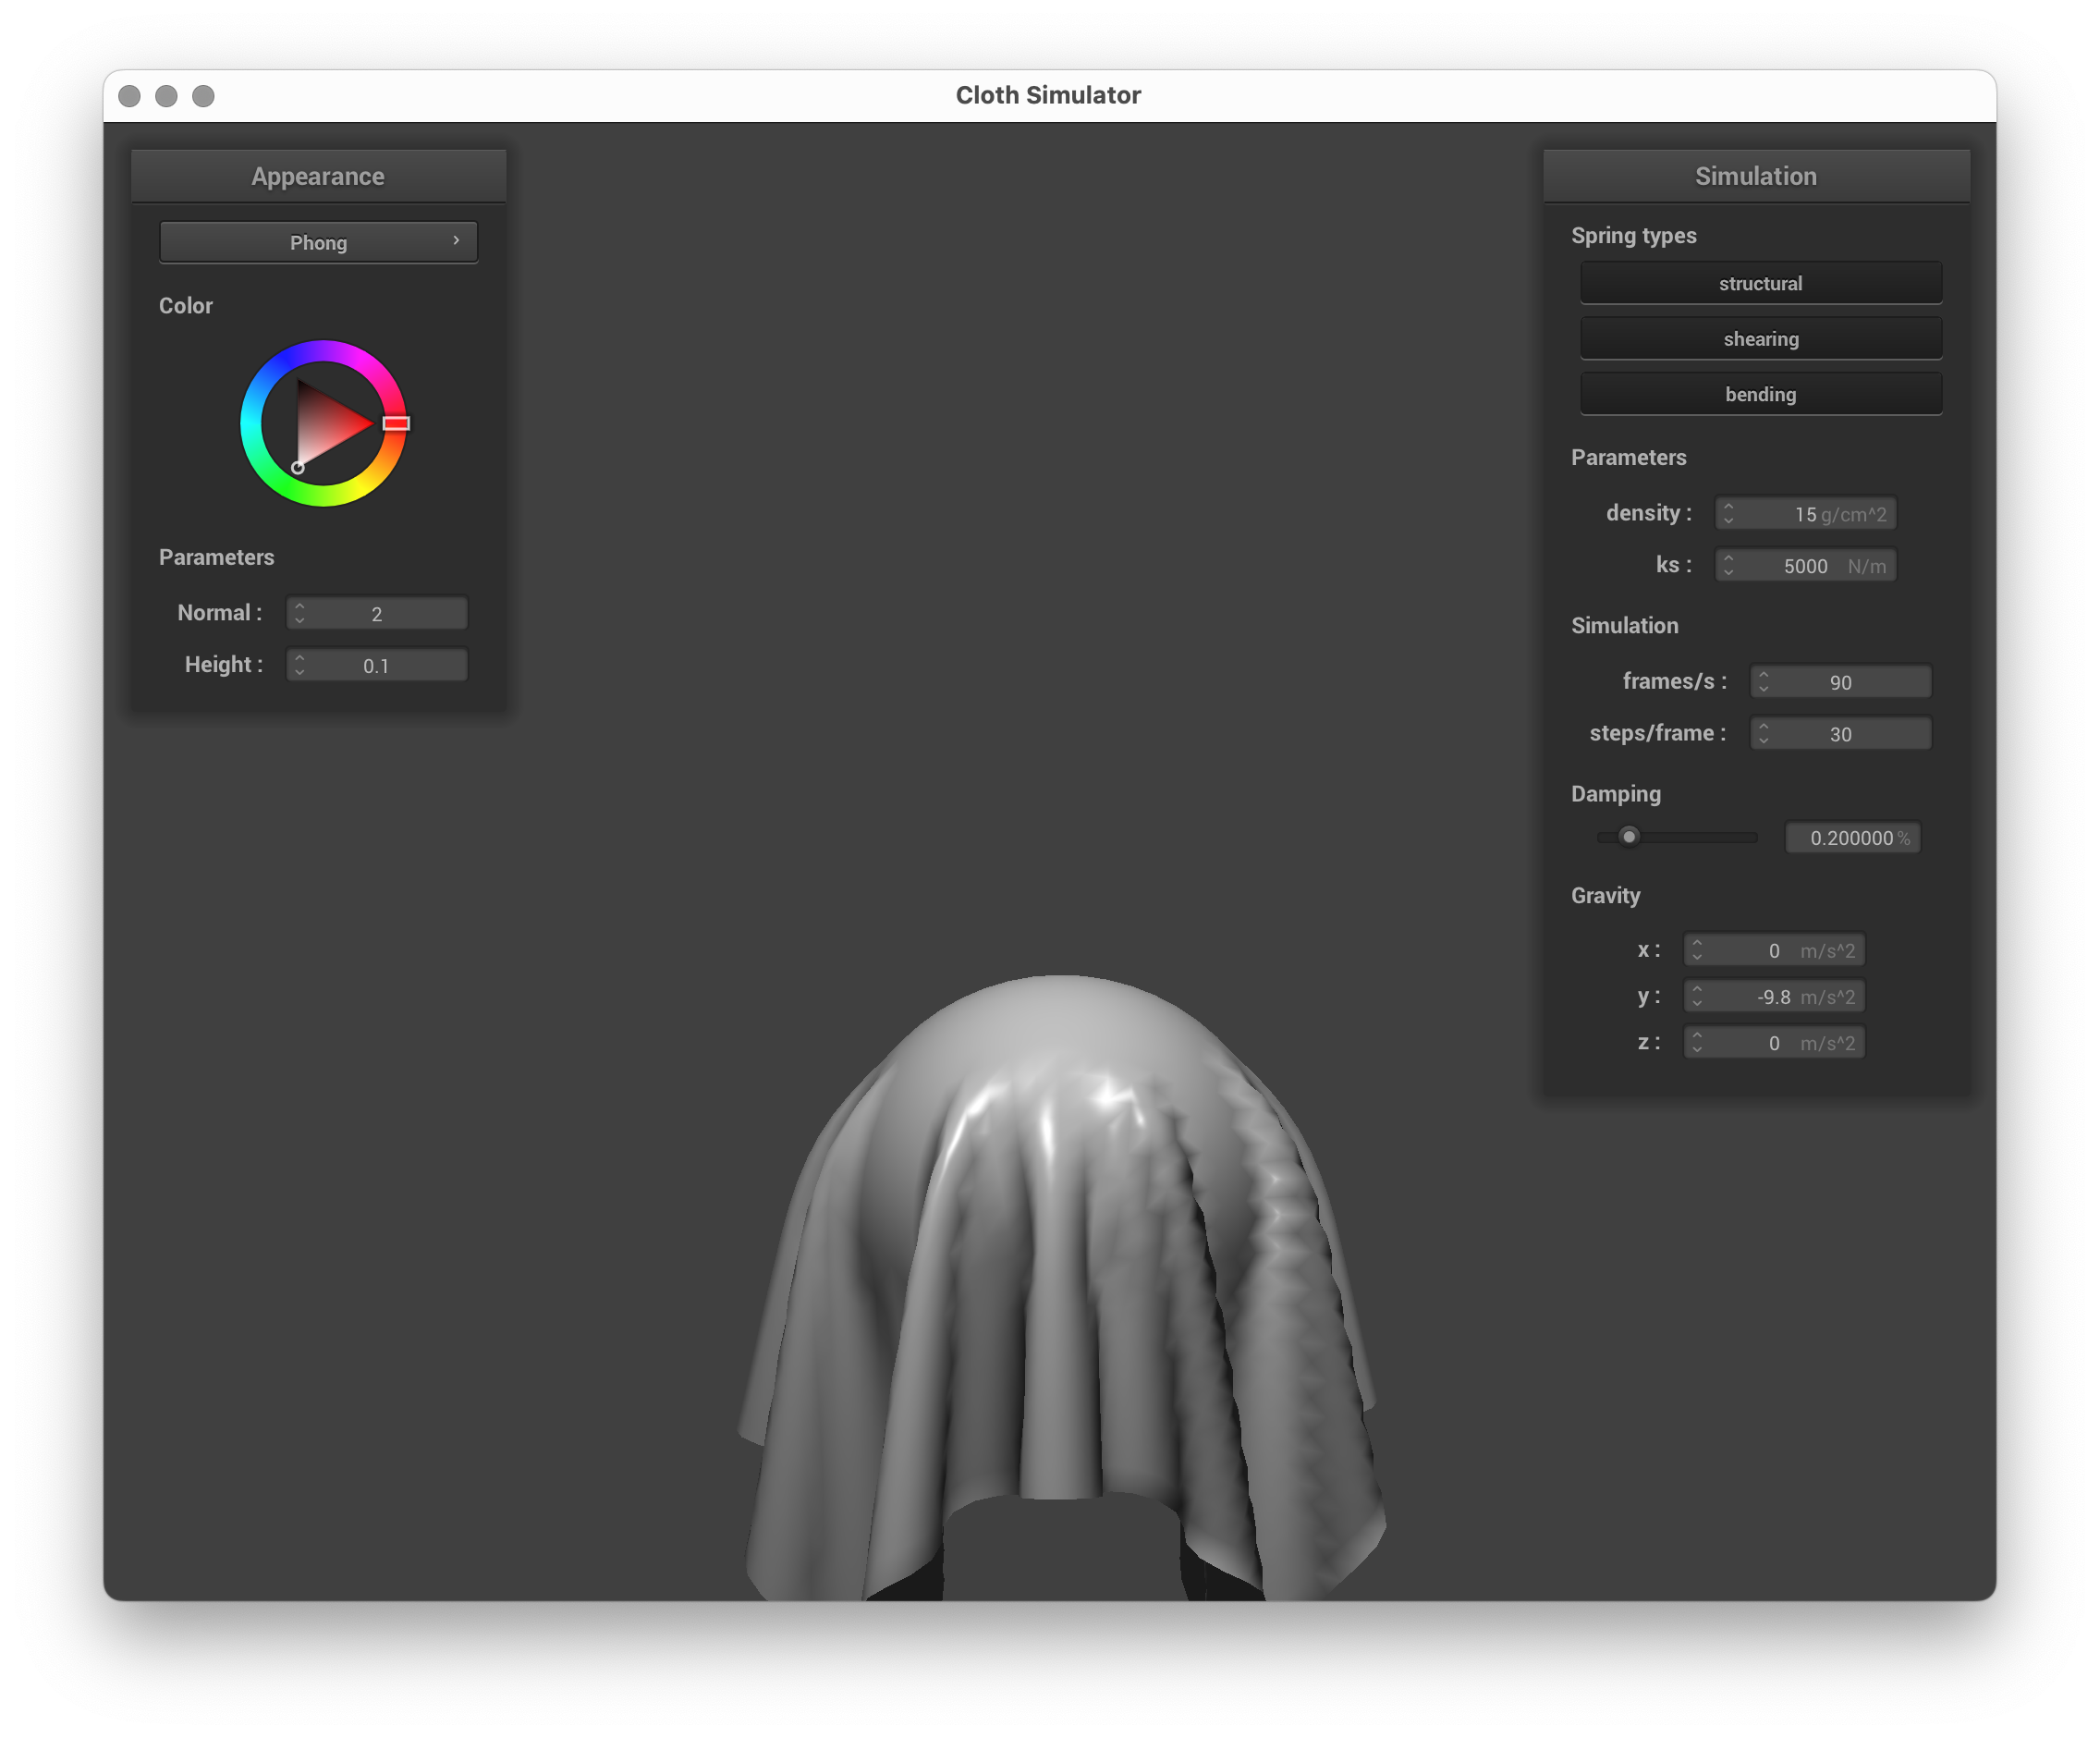 Cloth Simulator
Appearance
Phong
Color
Parameters
Normal : 2
Height : 0.1
Simulation
Spring types
structural
shearing
bending
Parameters
density : 15 g/cm^2
ks : 5000 N/m
Simulation
frames/s : 90
steps/frame : 30
Damping
0.200000 %
Gravity
x : 0 m/s^2
y : -9.8 m/s^2
z : 0 m/s^2